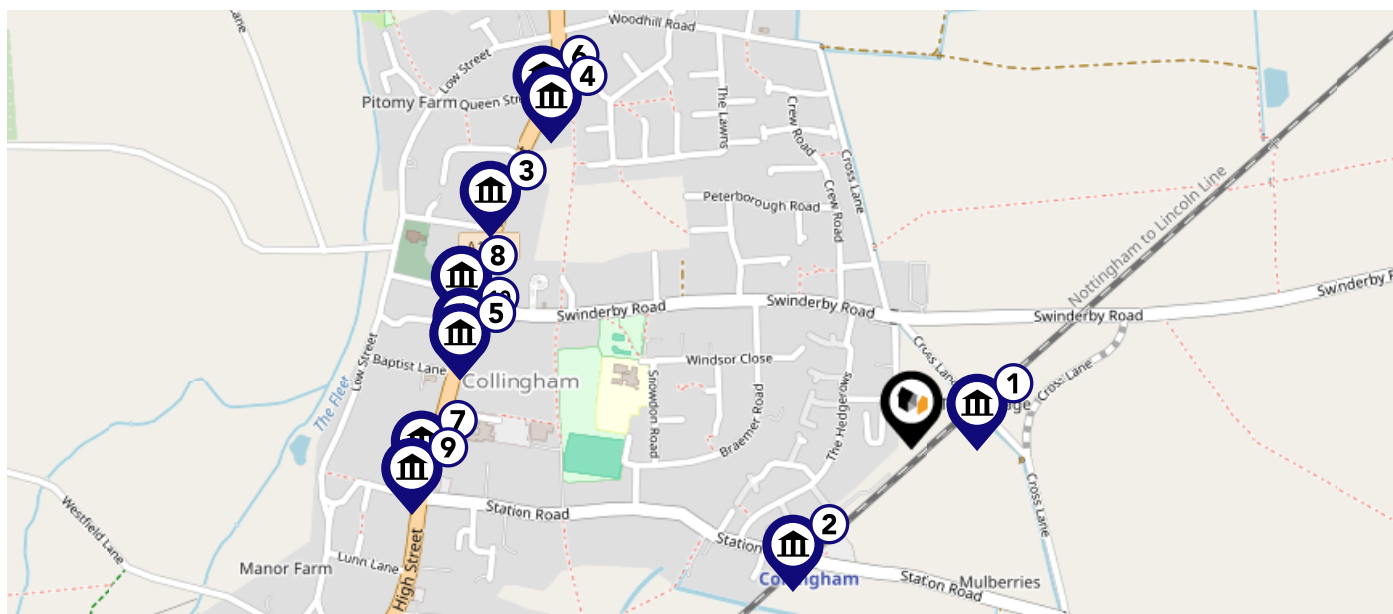 Woodhill Road
Low Street
6
4
Pitomy Farm
Queen
The Lawns
Crew Road
Cross Lane
3
Peterborough Road
Crew Road
Nottingham to Lincoln Line
8
10
5
Swinderby Road
Swinderby Road
Swinderby Road
Swinderby
Low Street
Baptist Lane
Collingham
Windsor Close
Cross Lane
Cross Lane
1
The Fleet
Snowdon Road
Braemer Road
The Hedgerows
7
9
Station Road
Cross Lane
Westfield Lane
2
Station
Manor Farm
Lunn Lane
High Street
Collingham
Station Road
Mulberries